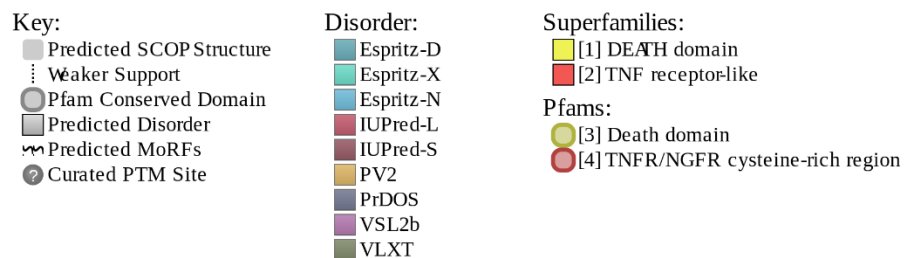 Key:
Predicted SCOP Structure
Weaker Support
Pfam Conserved Domain
Predicted Disorder
Predicted MoRFs
? Curated PTM Site
Disorder:
Espritz-D
Espritz-X
Espritz-N
IUPred-L
IUPred-S
PV2
PrDOS
VSL2b
VLXT
Superfamilies:
[1] DEATH domain
[2] TNF receptor-like
Pfams:
[3] Death domain
[4] TNFR/NGFR cysteine-rich region